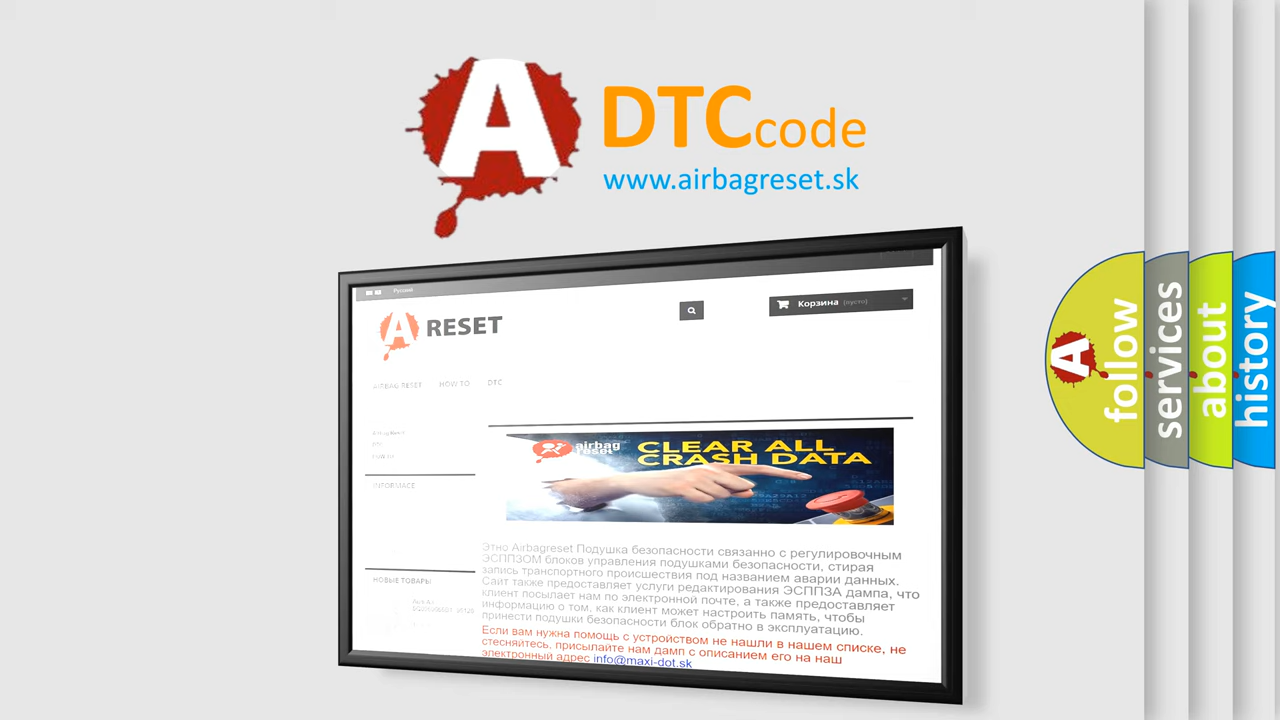 A
DTCcode
www.airbagreset.sk
Русский
Корзина (пусто)
A RESET
AIRBAG RESET HOW TO DTC
DTC
INFORMACE
airbag
reset
CLEAR ALL
CRASH DATA
Этно Airbagreset Подушка безопасности связанно с регулировочным
ЭСППЗОМ блоков управления подушками безопасности, стирая
запись транспортного происшествия под названием аварии данных.
Сайт также предоставляет услуги редактирования ЭСППЗА дампа, что
клиент посылает нам по электронной почте, а также предоставляет
информацию о том, как клиент может настроить память, чтобы
принести подушки безопасности блок обратно в эксплуатацию.
Если вам нужна помощь с устройством не нашли в нашем списке, не
стесняйтесь, присылайте нам дамп с описанием его на наш
электронный адрес info@maxi-dot.sk
НОВЫЕ ТОВАРЫ
A
follow
services
about
history